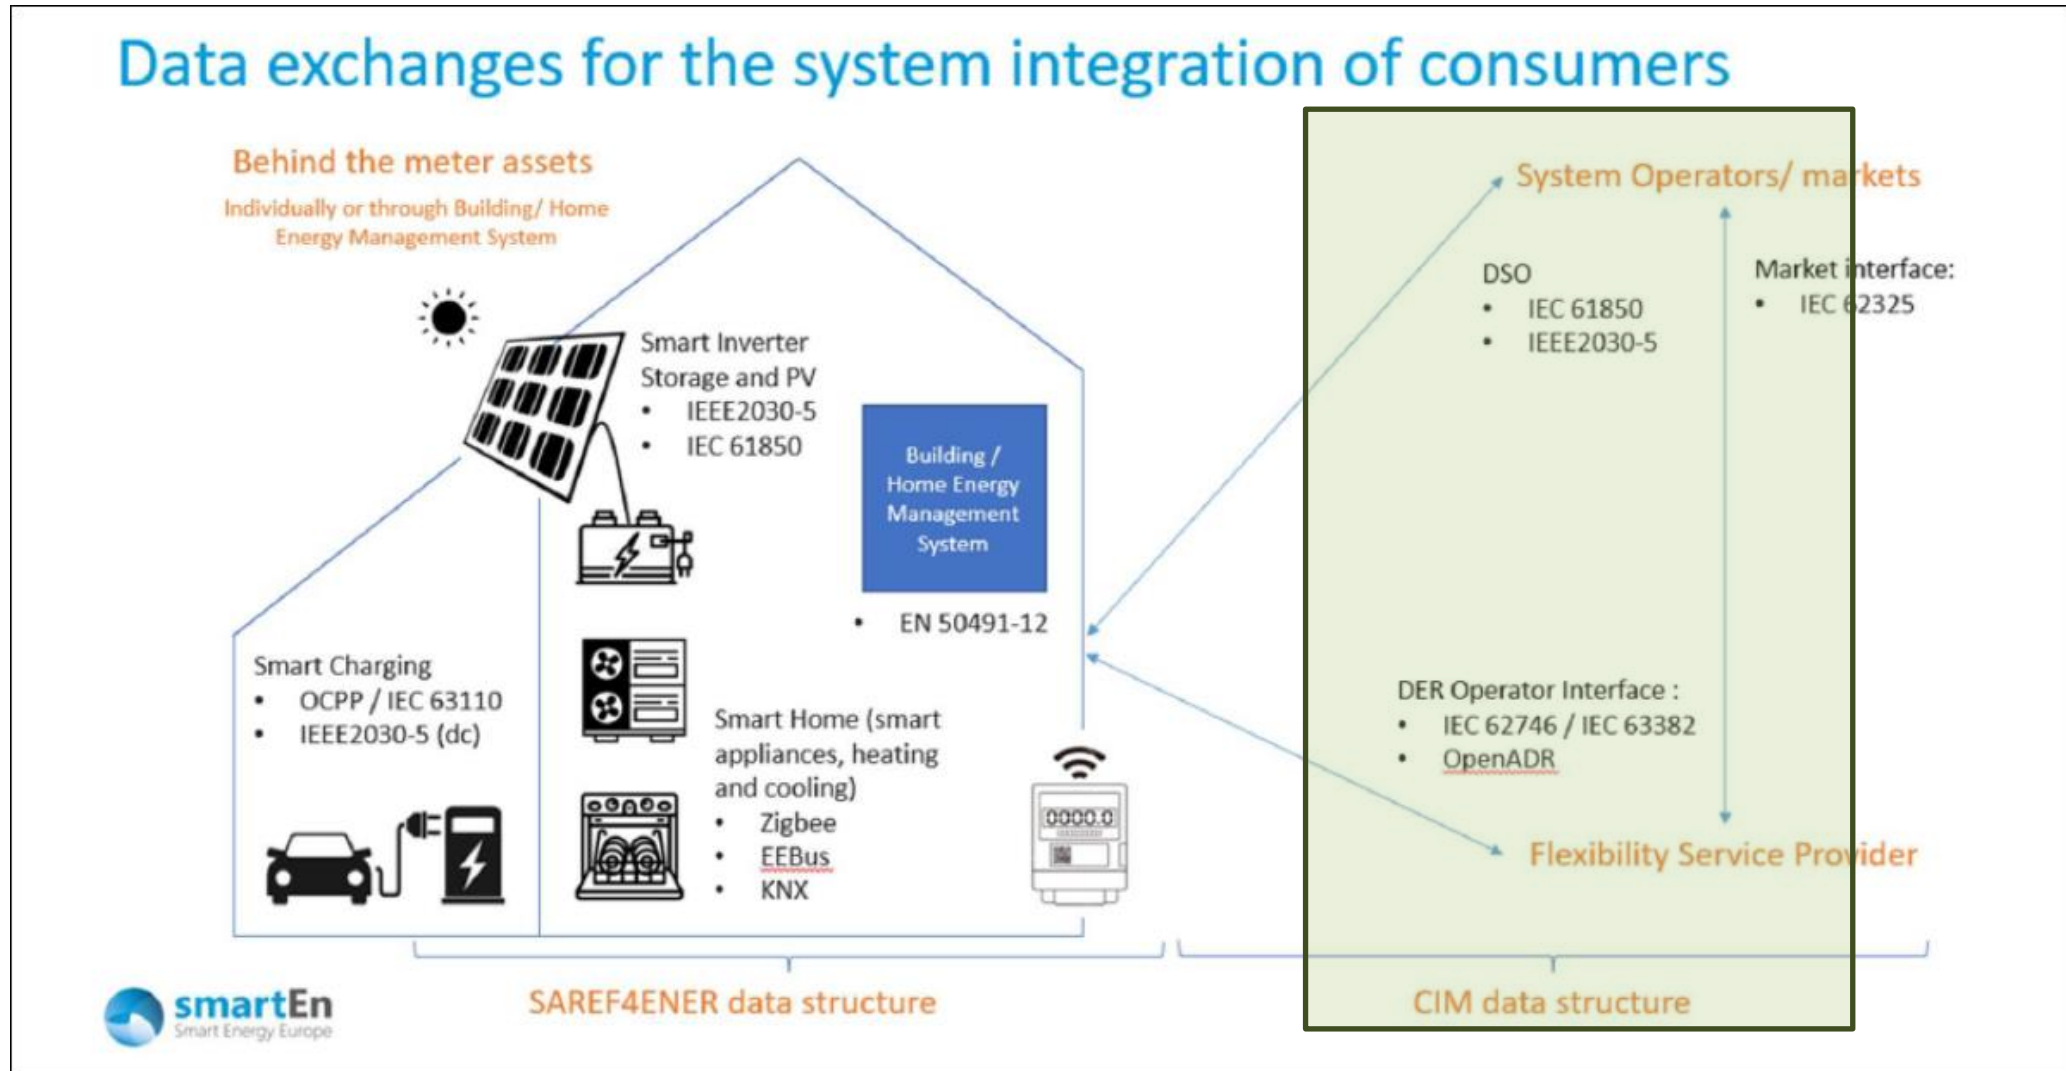 Data exchanges for the system integration of consumers
Behind the meter assets
Individually or through Building/ Home
Energy Management System
Smart Inverter
Storage and PV
• IEEE2030-5
• IEC 61850
Building /
Home Energy
Management
System
• EN 50491-12
Smart Charging
• OCPP / IEC 63110
• IEEE2030-5 (dc)
Smart Home (smart
appliances, heating
and cooling)
• Zigbee
• EEBus
• KNX
0000.0
System Operators/ markets
DSO
• IEC 61850
• IEEE2030-5
Market interface:
• IEC 62325
DER Operator Interface :
• IEC 62746 / IEC 63382
• OpenADR
Flexibility Service Provider
SAREF4ENER data structure
CIM data structure
smartEn
Smart Energy Europe